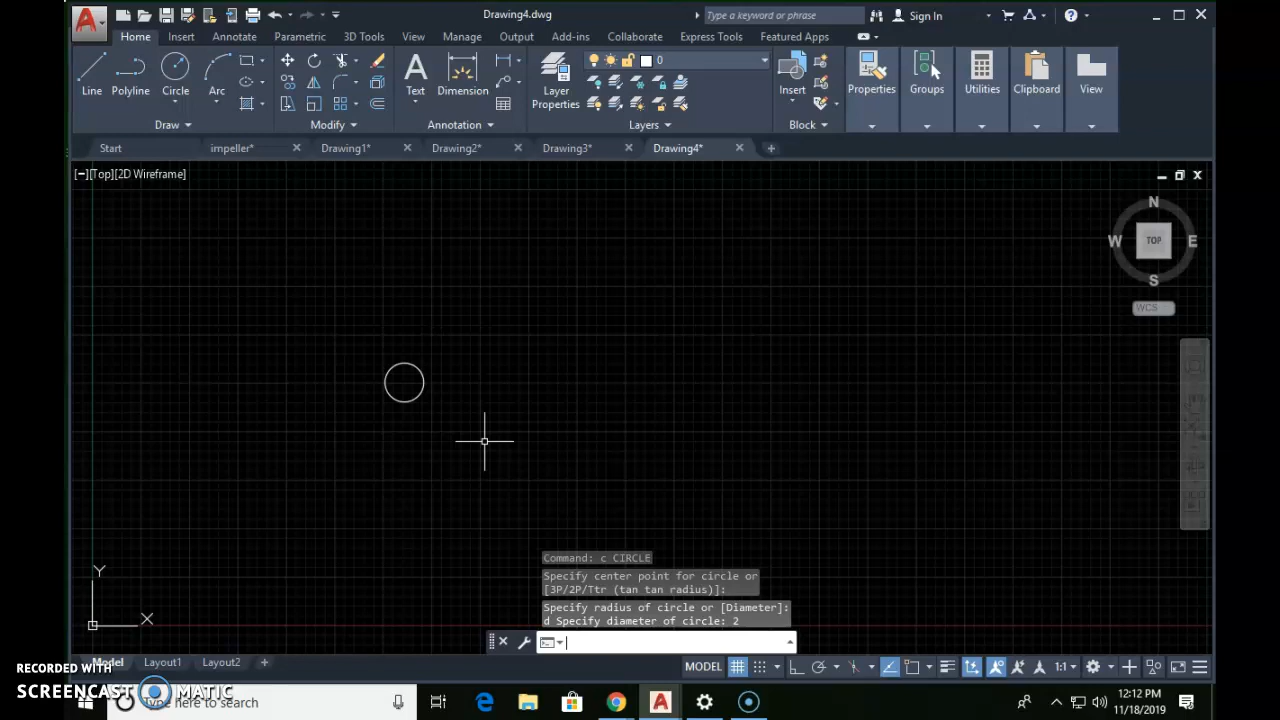 Drawing4.dwg
Type a keyword or phrase
Sign In
Home Insert Annotate Parametric 3D Tools View Manage Output Add-ins Collaborate Express Tools Featured Apps
0
Line Polyline Circle Arc
Text Dimension
Layer Properties
Insert
Properties Groups Utilities Clipboard View
Draw Modify Annotation Layers Block
Start impeller* Drawing1* Drawing2* Drawing3* Drawing4*
[−][Top][2D Wireframe]
N
W TOP E
S
WCS
Command: c CIRCLE
Specify center point for circle or
[3P/2P/Ttr (tan tan radius)]:
Specify radius of circle or [Diameter]:
d Specify diameter of circle: 2
Y
X
Model Layout1 Layout2
MODEL 1:1
RECORDED WITH
SCREENCAST MATIC
Type here to search
12:12 PM
11/18/2019